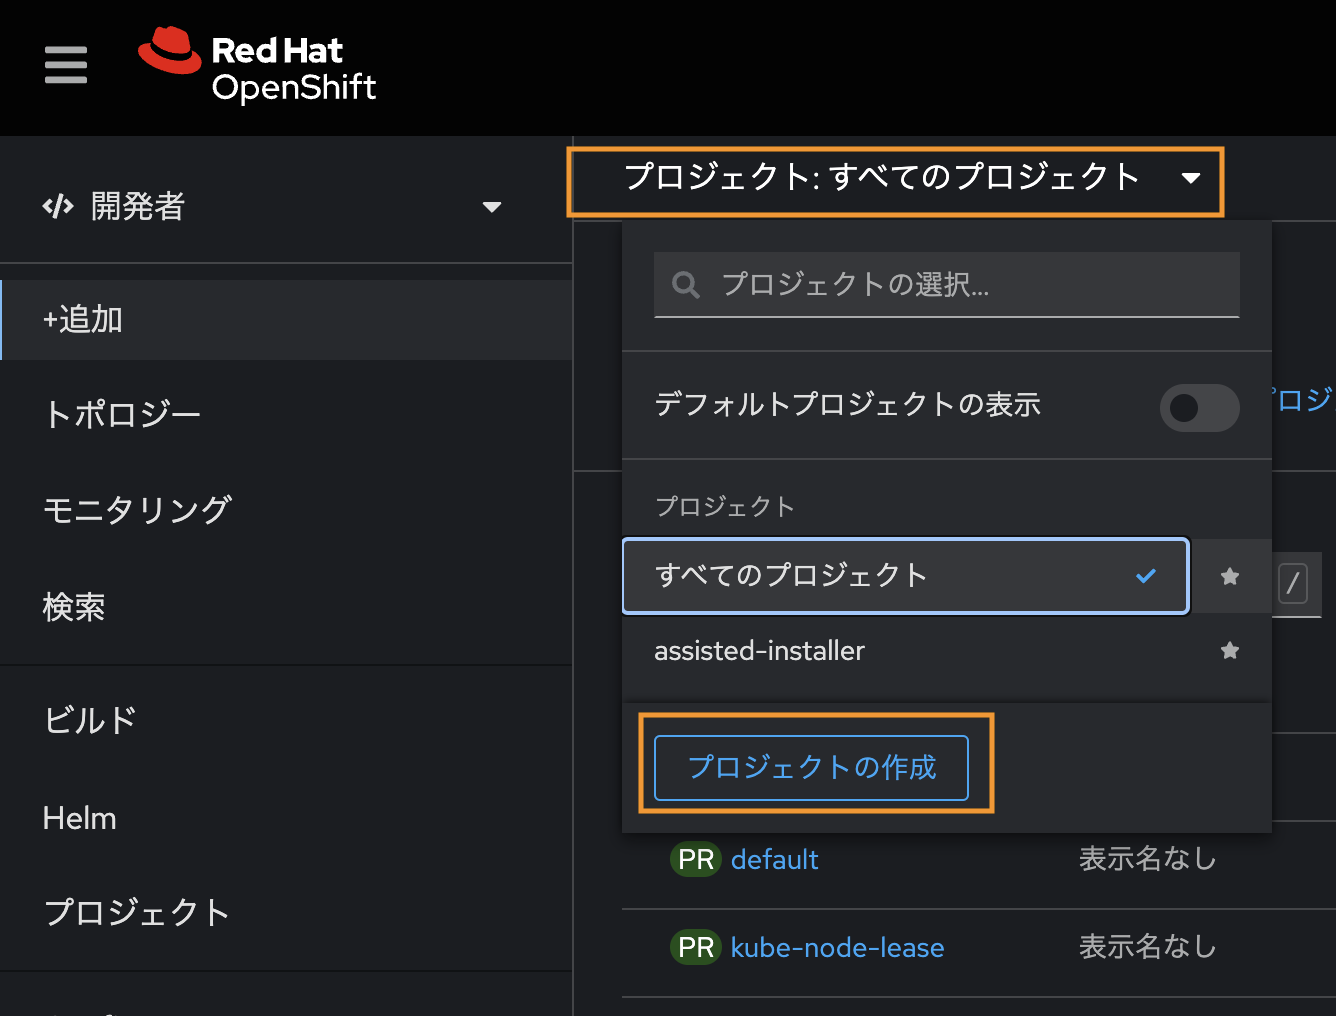 Red Hat
OpenShift
開発者
+追加
トポロジー
モニタリング
検索
ビルド
Helm
プロジェクト
プロジェクト: すべてのプロジェクト
プロジェクトの選択...
デフォルトプロジェクトの表示
プロジェクト
すべてのプロジェクト
/
assisted-installer
プロジェクトの作成
PR default 表示名なし
PR kube-node-lease 表示名なし